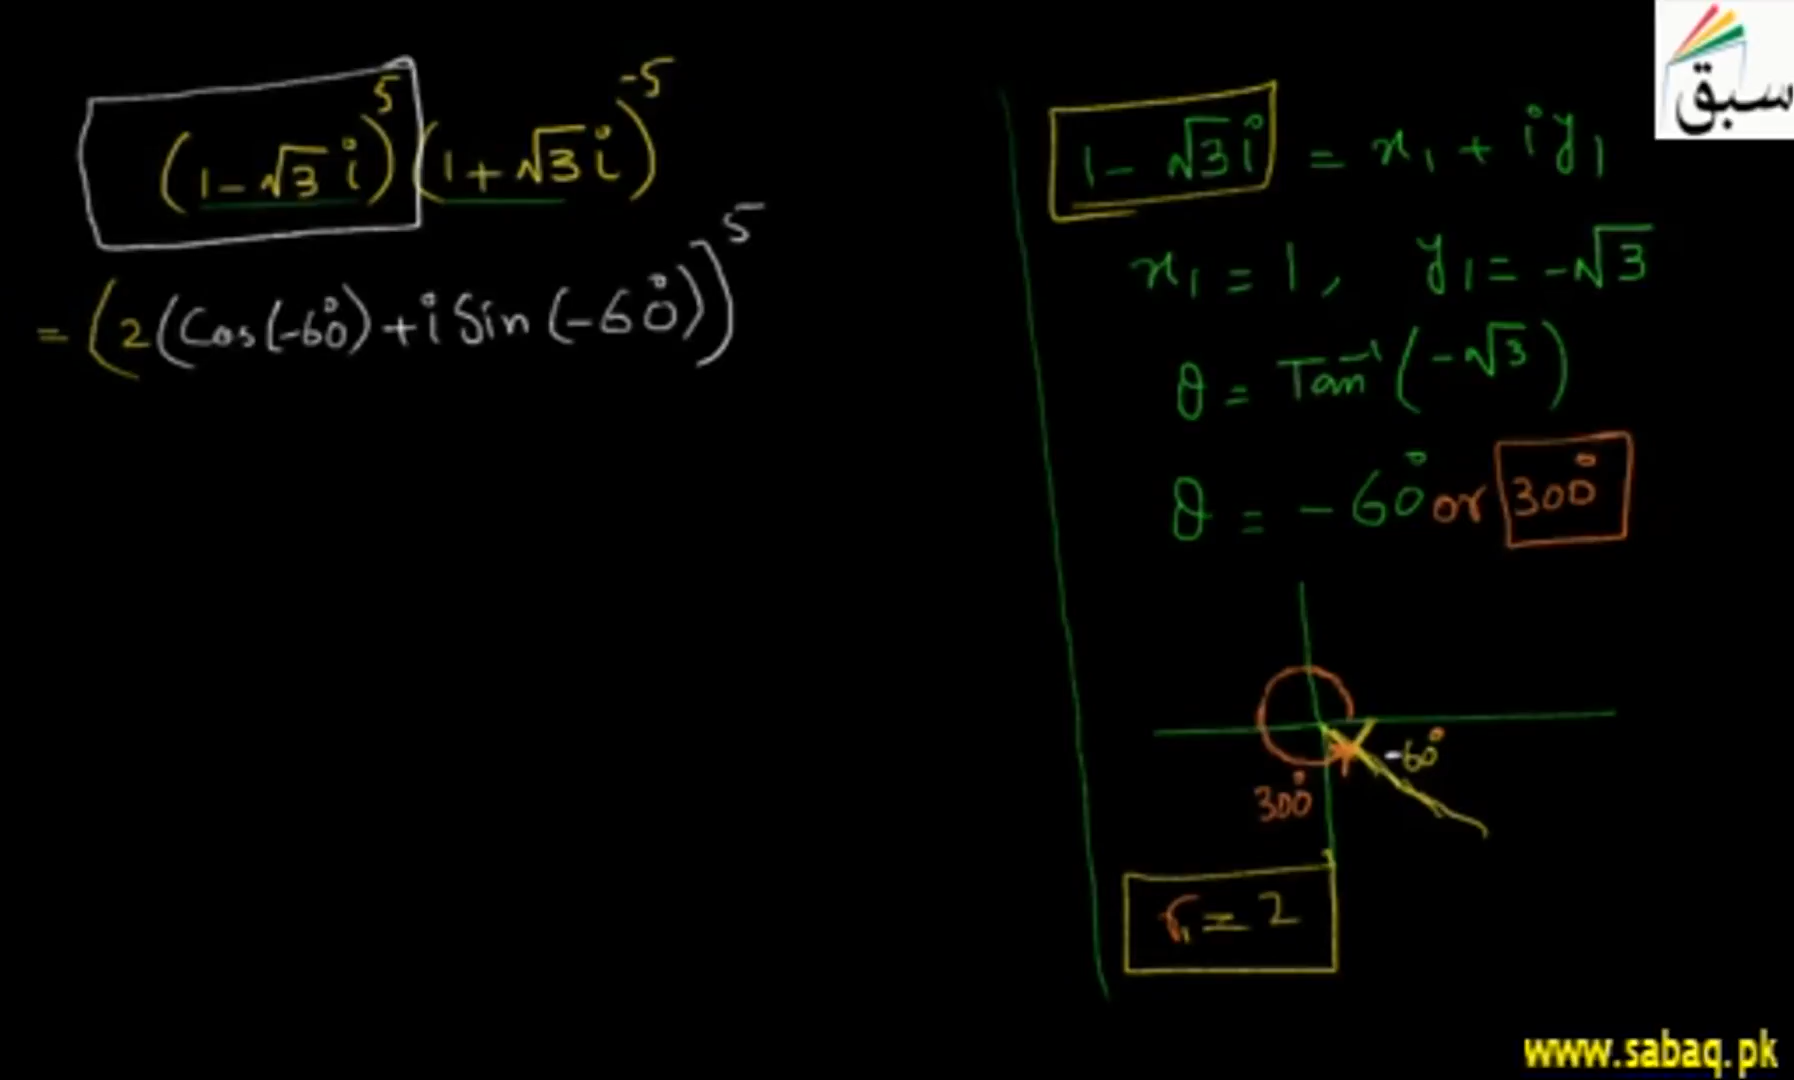 (1-√3 i)⁵ (1+√3 i)⁻⁵
= (2(Cos(-60°)+i Sin(-60°))⁵
1-√3 i = x₁ + i y₁
x₁ = 1, y₁ = -√3
θ = Tan⁻¹(-√3)
θ = -60° or 300°
-60°
300°
r₁ = 2
سبق
www.sabaq.pk